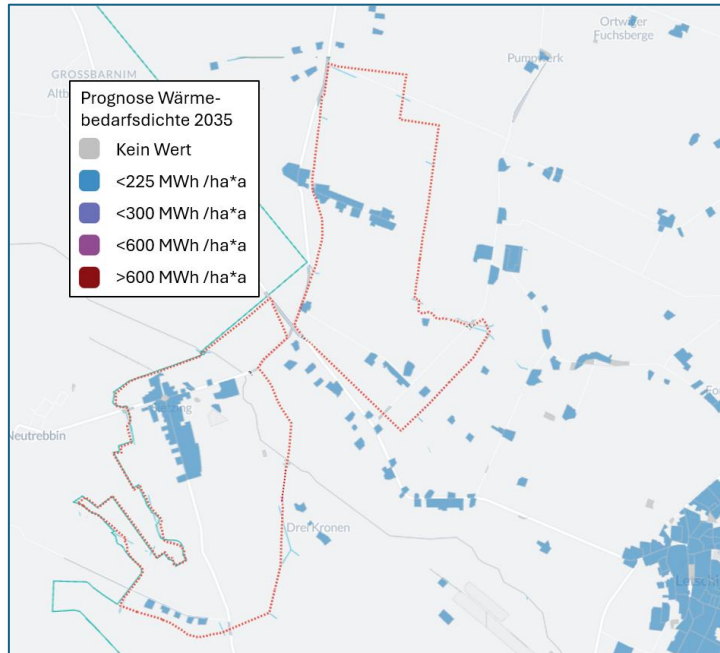 Ortwiger
Fuchsberge
GROSSBARNIM
Prognose Wärme-
bedarfsdichte 2035
Kein Wert
<225 MWh /ha*a
<300 MWh /ha*a
<600 MWh /ha*a
>600 MWh /ha*a
Neutrebbin
Drei Kronen